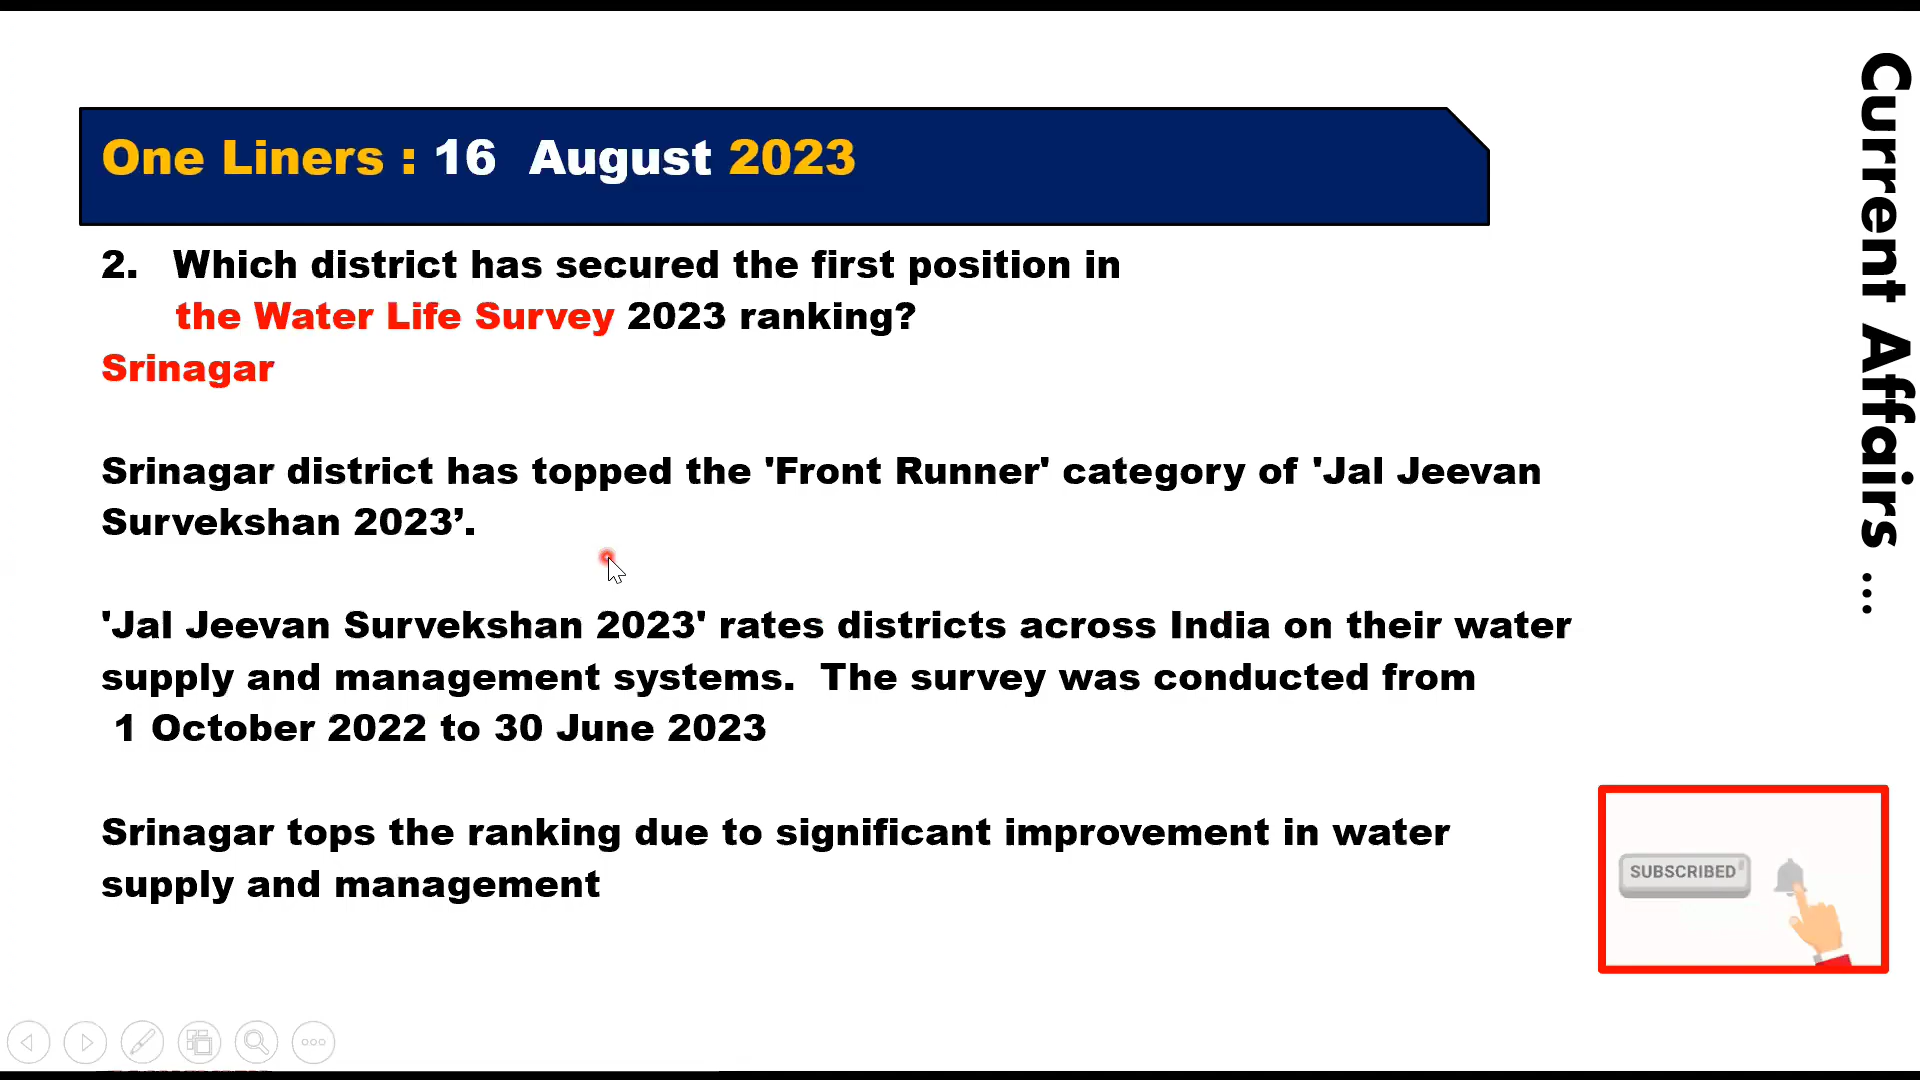 One Liners : 16 August 2023
2. Which district has secured the first position in
the Water Life Survey 2023 ranking?
Srinagar
Srinagar district has topped the 'Front Runner' category of 'Jal Jeevan
Survekshan 2023’.
'Jal Jeevan Survekshan 2023' rates districts across India on their water
supply and management systems. The survey was conducted from
1 October 2022 to 30 June 2023
Srinagar tops the ranking due to significant improvement in water
supply and management
Current Affairs ...
SUBSCRIBED